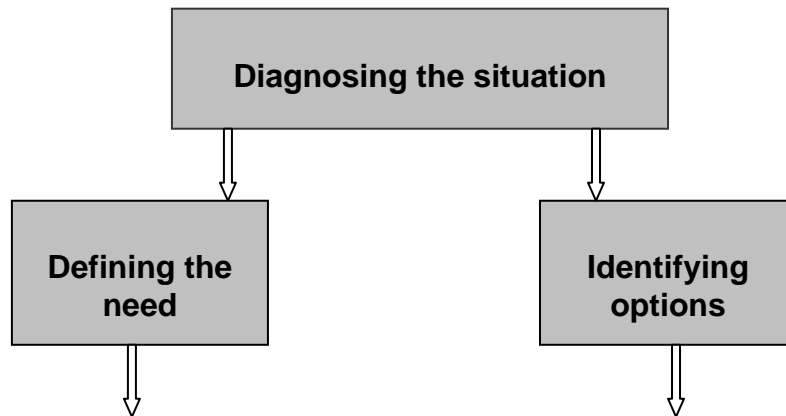 Diagnosing the situation
Defining the
need
Identifying
options